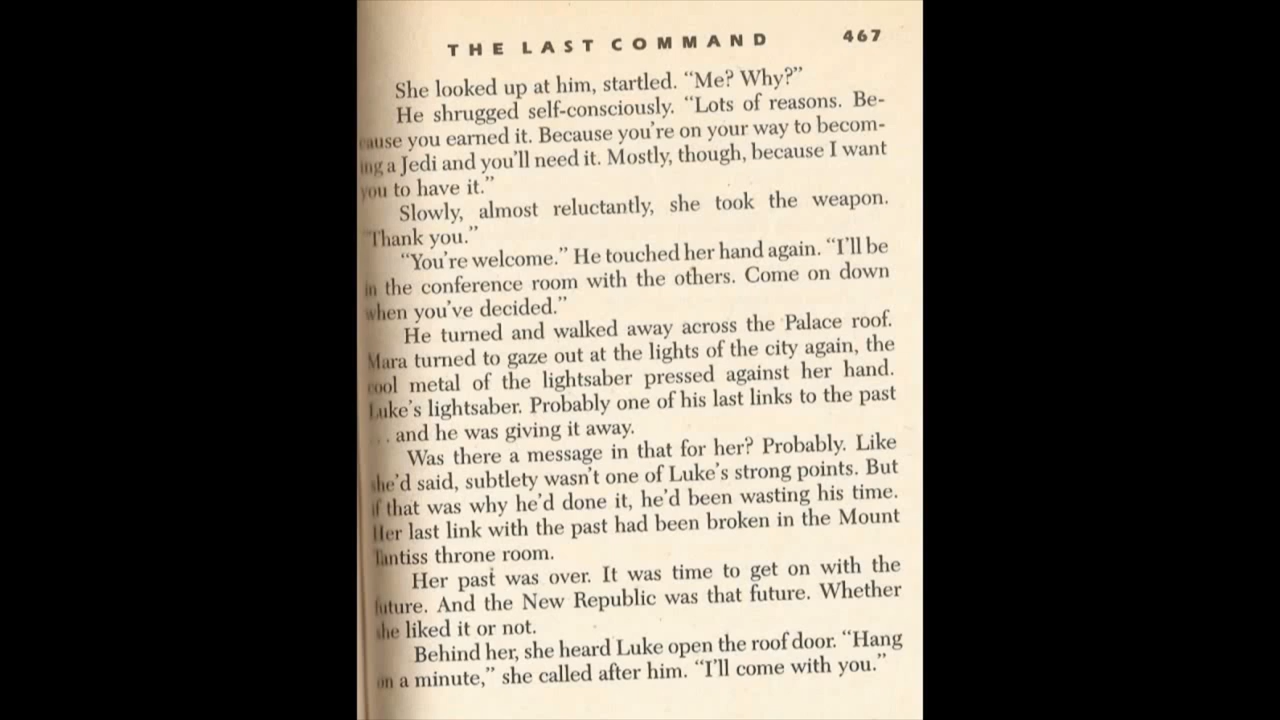 THE LAST COMMAND 467
She looked up at him, startled. “Me? Why?”
He shrugged self-consciously. “Lots of reasons. Be-
cause you earned it. Because you’re on your way to becom-
ing a Jedi and you’ll need it. Mostly, though, because I want
you to have it.”
Slowly, almost reluctantly, she took the weapon.
“Thank you.”
“You’re welcome.” He touched her hand again. “I’ll be
in the conference room with the others. Come on down
when you’ve decided.”
He turned and walked away across the Palace roof.
Mara turned to gaze out at the lights of the city again, the
cool metal of the lightsaber pressed against her hand.
Luke’s lightsaber. Probably one of his last links to the past
. . . and he was giving it away.
Was there a message in that for her? Probably. Like
she’d said, subtlety wasn’t one of Luke’s strong points. But
if that was why he’d done it, he’d been wasting his time.
Her last link with the past had been broken in the Mount
Tantiss throne room.
Her past was over. It was time to get on with the
future. And the New Republic was that future. Whether
she liked it or not.
Behind her, she heard Luke open the roof door. “Hang
on a minute,” she called after him. “I’ll come with you.”